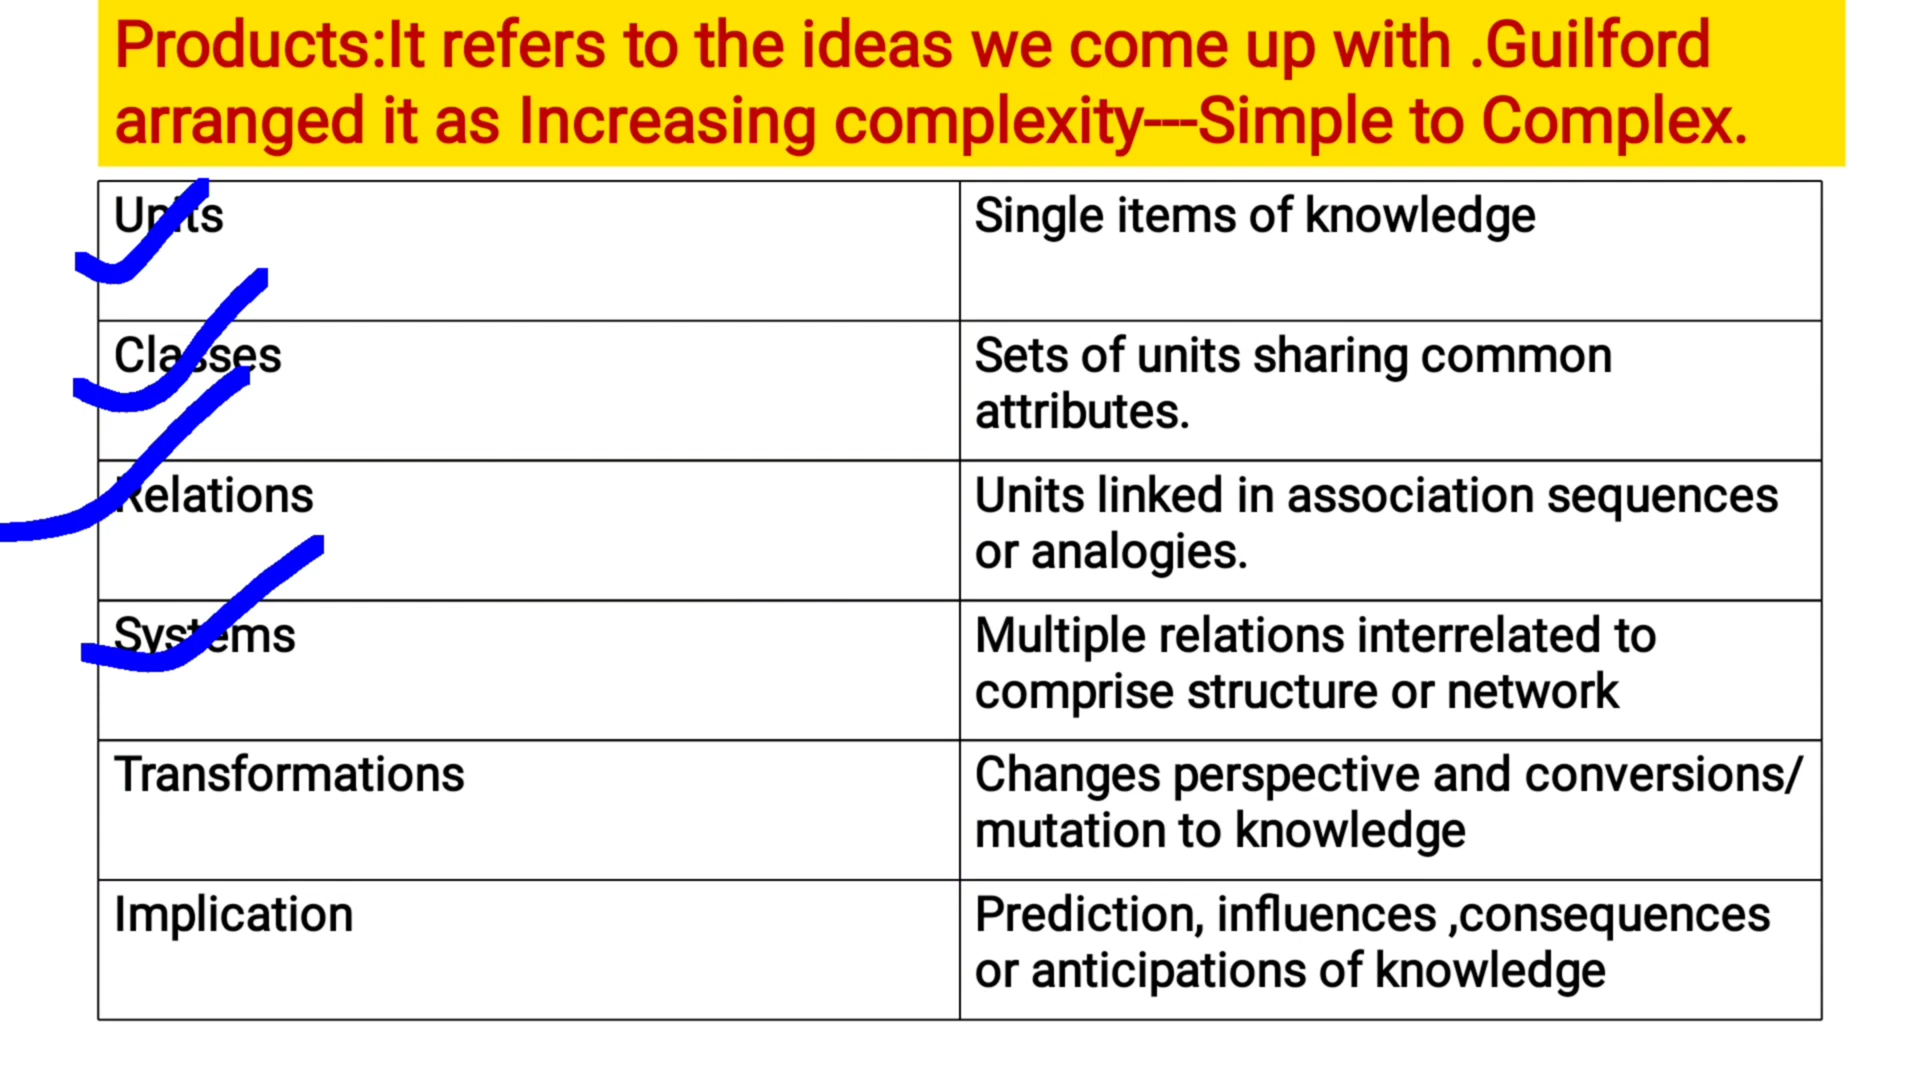 Products:It refers to the ideas we come up with .Guilford
arranged it as Increasing complexity---Simple to Complex.
Units
Single items of knowledge
Classes
Sets of units sharing common
attributes.
Relations
Units linked in association sequences
or analogies.
Systems
Multiple relations interrelated to
comprise structure or network
Transformations
Changes perspective and conversions/
mutation to knowledge
Implication
Prediction, influences ,consequences
or anticipations of knowledge